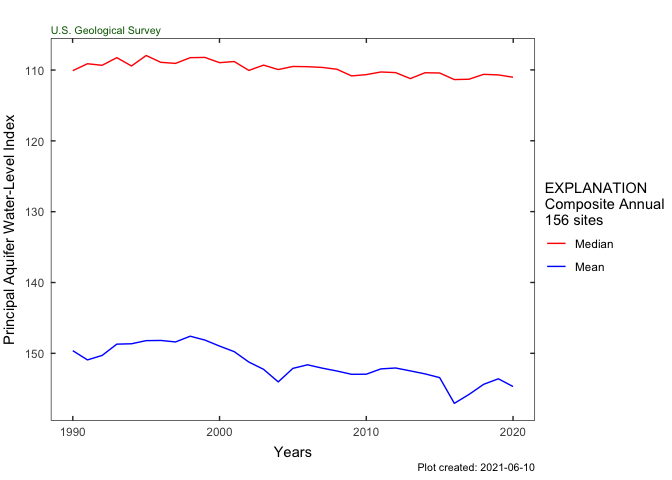 U.S. Geological Survey
Principal Aquifer Water-Level Index
110
120
130
140
150
1990
2000
2010
2020
Years
EXPLANATION
Composite Annual
156 sites
Median
Mean
Plot created: 2021-06-10